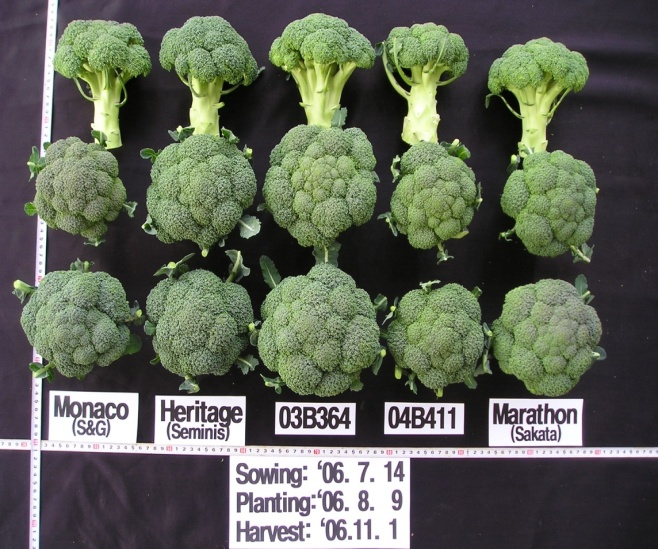 Monaco
(S&G)
Heritage
(Seminis)
03B364
04B411
Marathon
(Sakata)
Sowing: '06. 7. 14
Planting:'06. 8. 9
Harvest: '06.11. 1